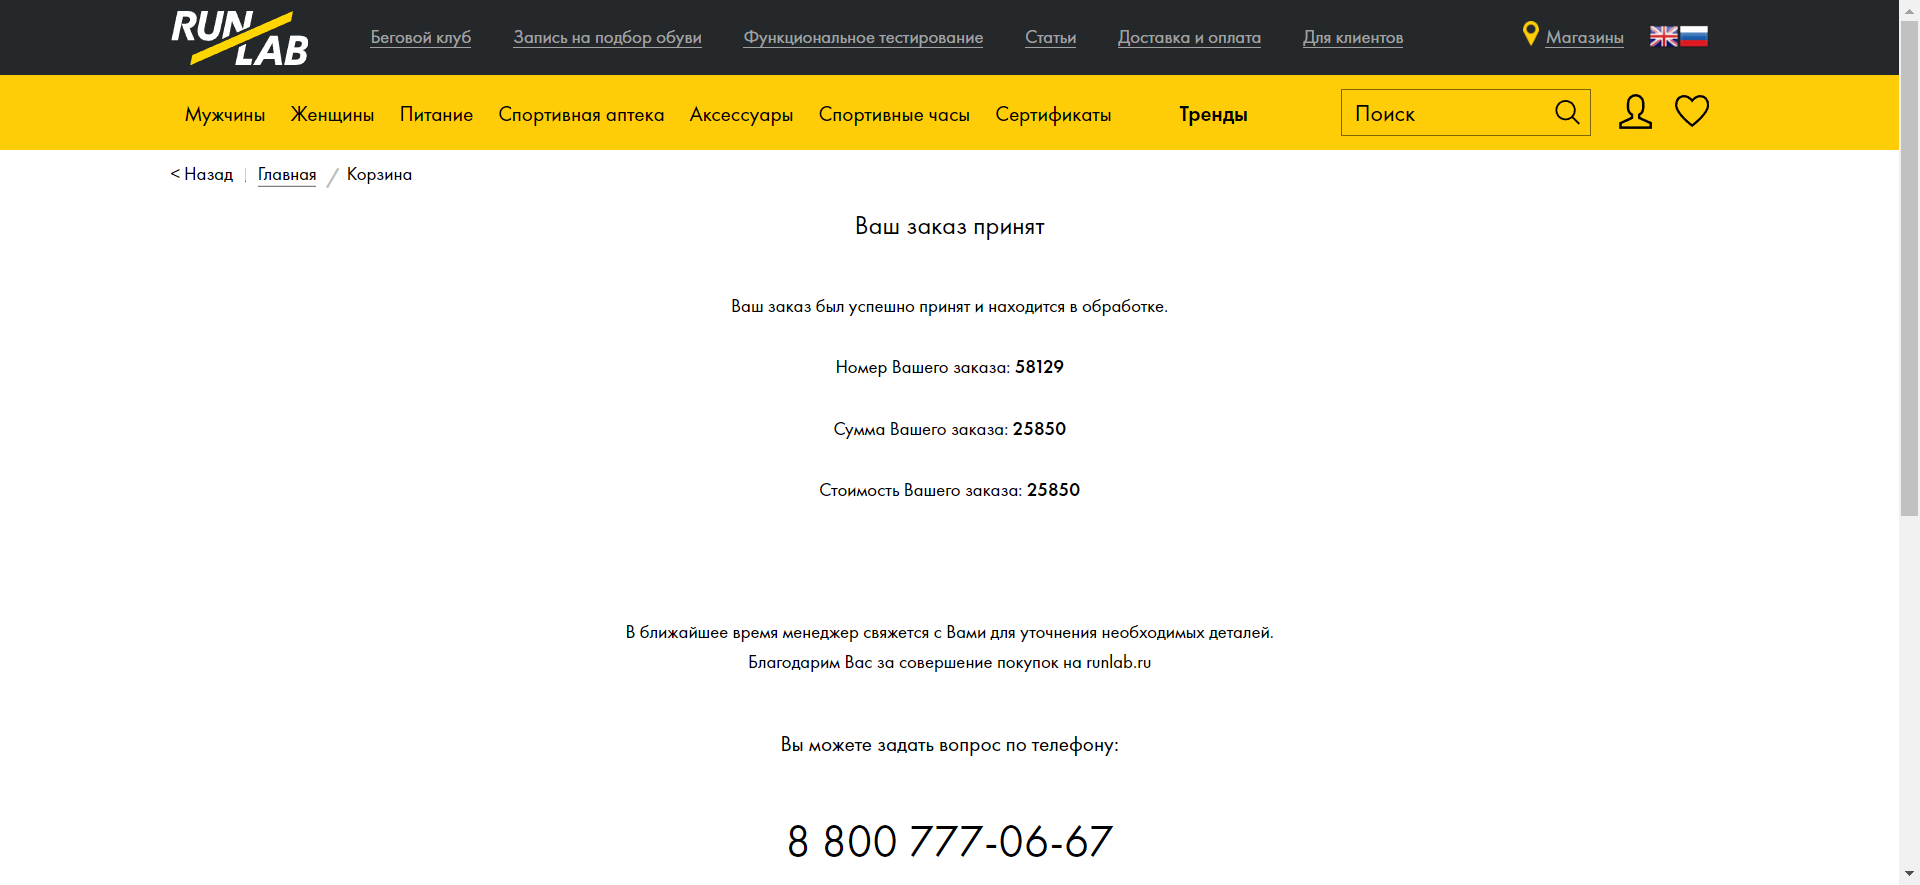 RUN LAB
Беговой клуб Запись на подбор обуви Функциональное тестирование Статьи Доставка и оплата Для клиентов Магазины
Мужчины Женщины Питание Спортивная аптека Аксессуары Спортивные часы Сертификаты Тренды Поиск
< Назад | Главная / Корзина
Ваш заказ принят
Ваш заказ был успешно принят и находится в обработке.
Номер Вашего заказа: 58129
Сумма Вашего заказа: 25850
Стоимость Вашего заказа: 25850
В ближайшее время менеджер свяжется с Вами для уточнения необходимых деталей.
Благодарим Вас за совершение покупок на runlab.ru
Вы можете задать вопрос по телефону:
8 800 777-06-67